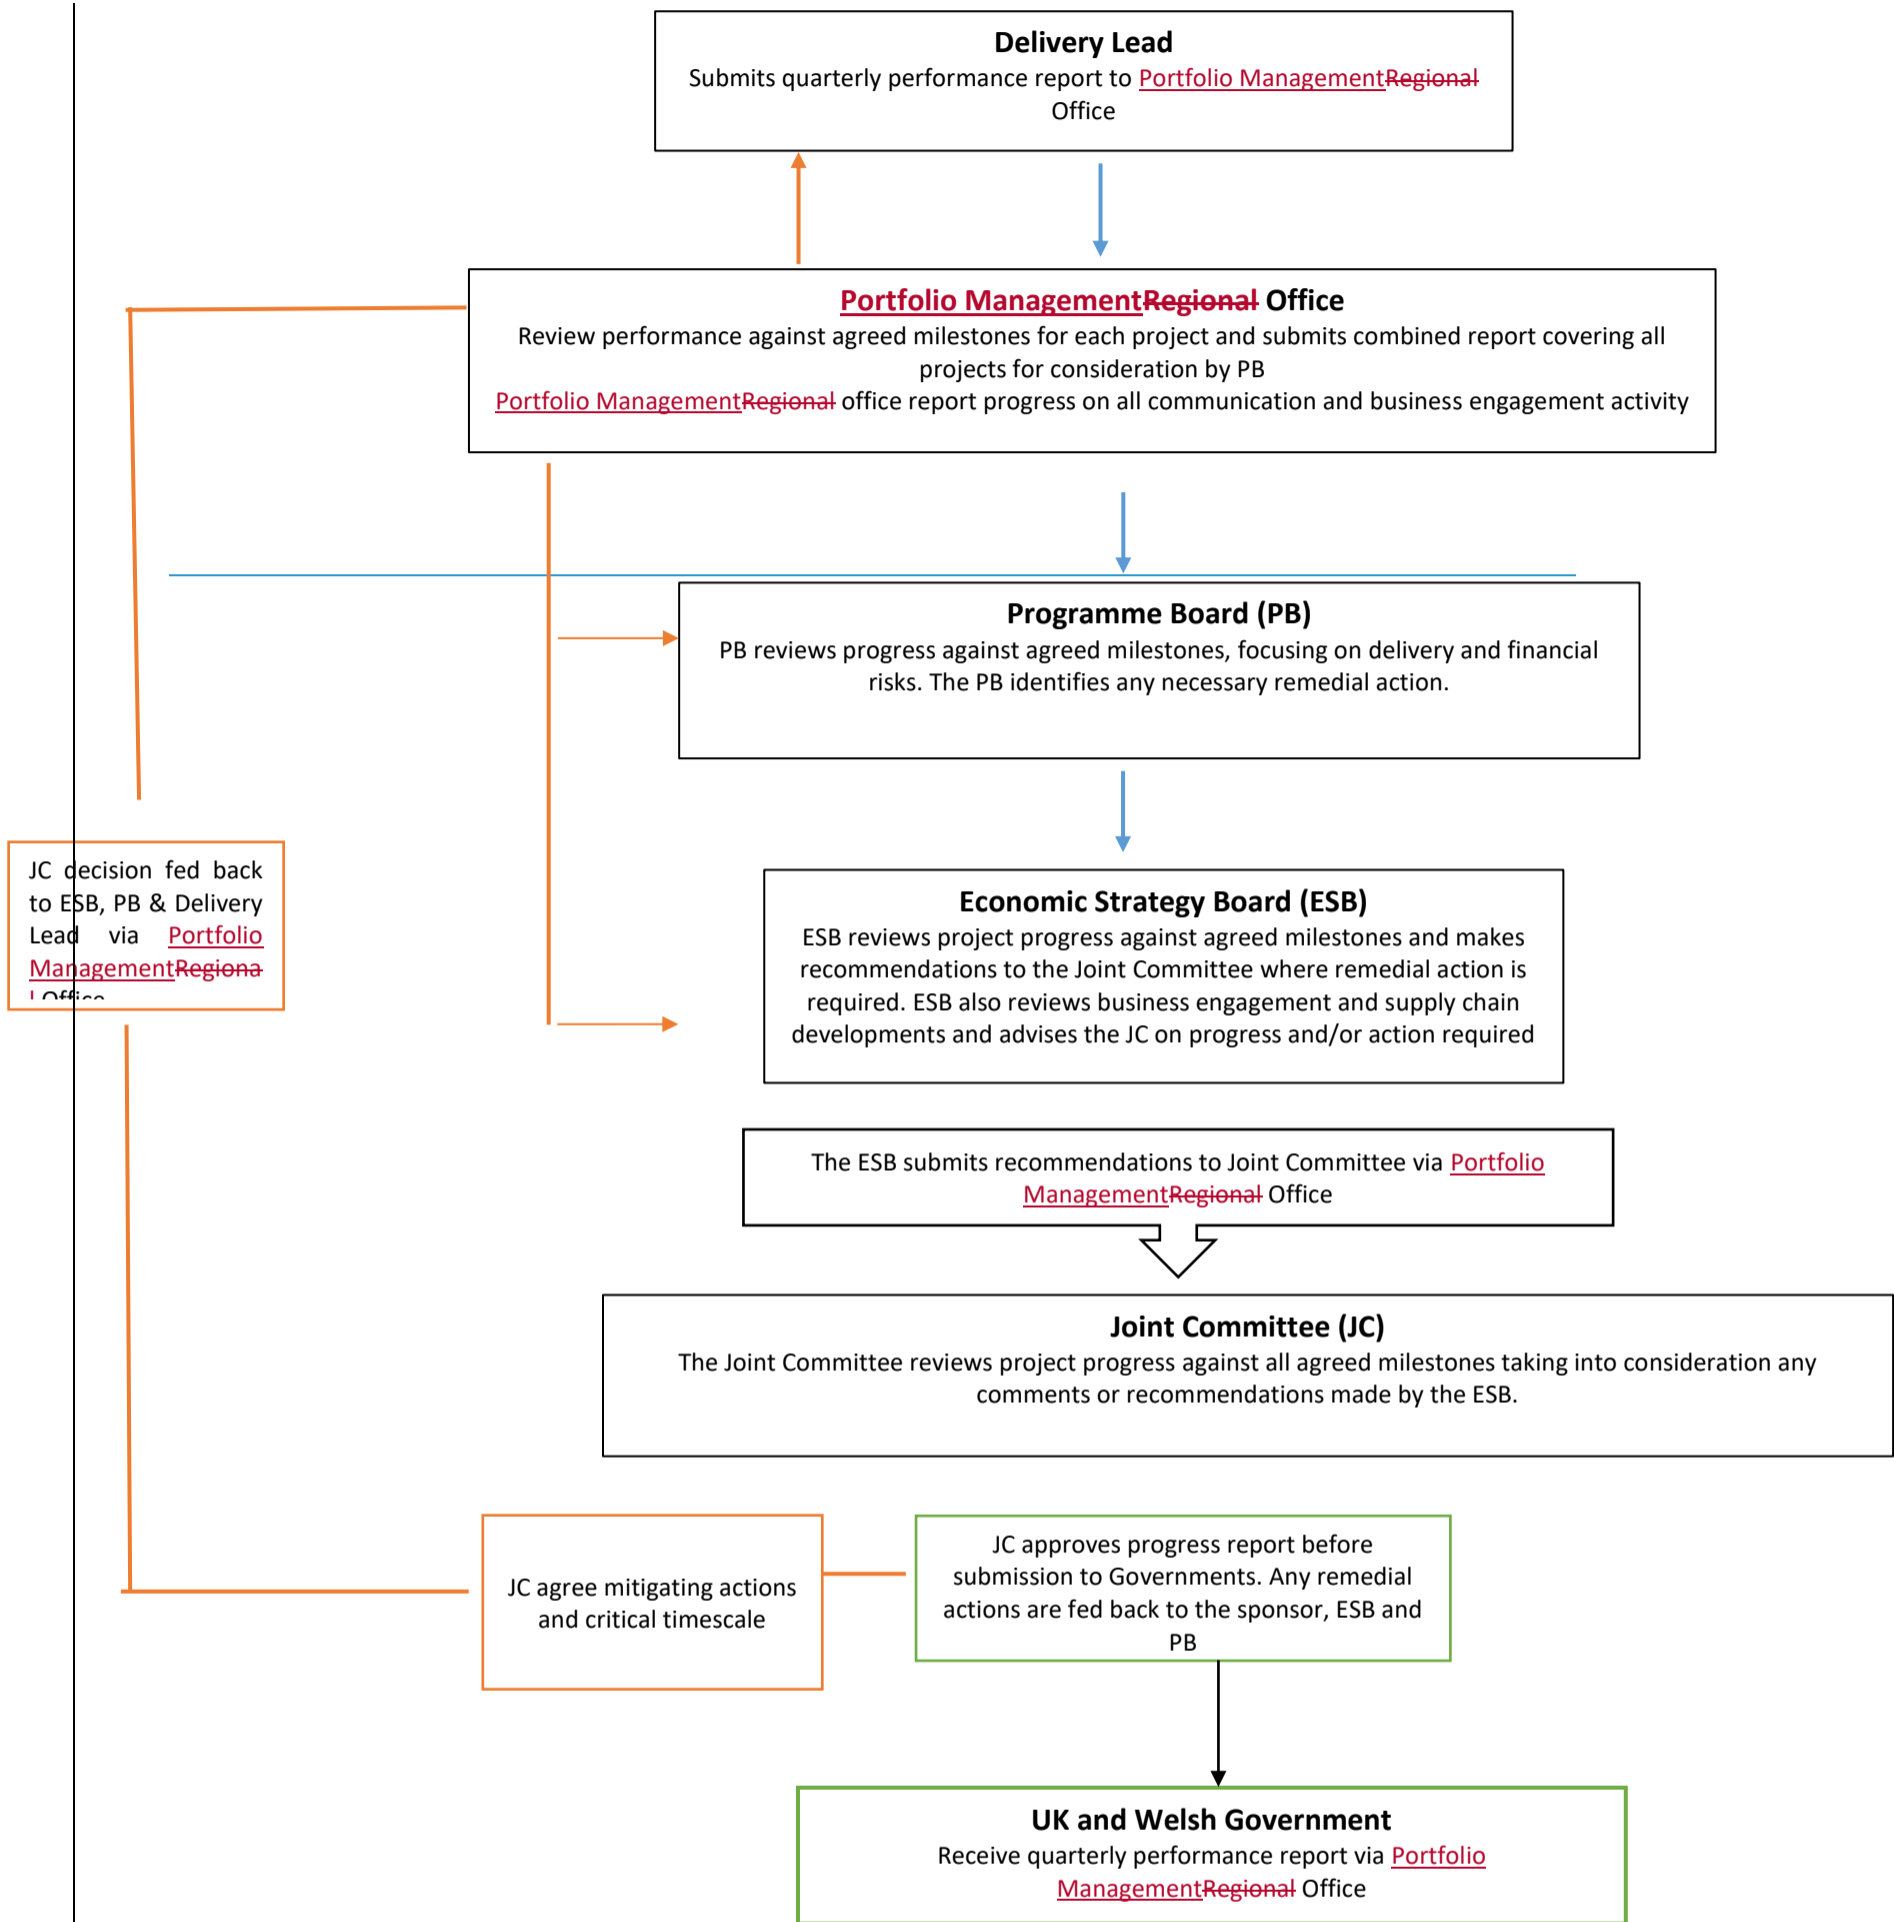 Delivery Lead
Submits quarterly performance report to Portfolio ManagementRegional
Office
Portfolio ManagementRegional Office
Review performance against agreed milestones for each project and submits combined report covering all
projects for consideration by PB
Portfolio ManagementRegional office report progress on all communication and business engagement activity
Programme Board (PB)
PB reviews progress against agreed milestones, focusing on delivery and financial
risks. The PB identifies any necessary remedial action.
JC decision fed back
to ESB, PB & Delivery
Lead via Portfolio
ManagementRegiona
l Office
Economic Strategy Board (ESB)
ESB reviews project progress against agreed milestones and makes
recommendations to the Joint Committee where remedial action is
required. ESB also reviews business engagement and supply chain
developments and advises the JC on progress and/or action required
The ESB submits recommendations to Joint Committee via Portfolio
ManagementRegional Office
Joint Committee (JC)
The Joint Committee reviews project progress against all agreed milestones taking into consideration any
comments or recommendations made by the ESB.
JC agree mitigating actions
and critical timescale
JC approves progress report before
submission to Governments. Any remedial
actions are fed back to the sponsor, ESB and
PB
UK and Welsh Government
Receive quarterly performance report via Portfolio
ManagementRegional Office